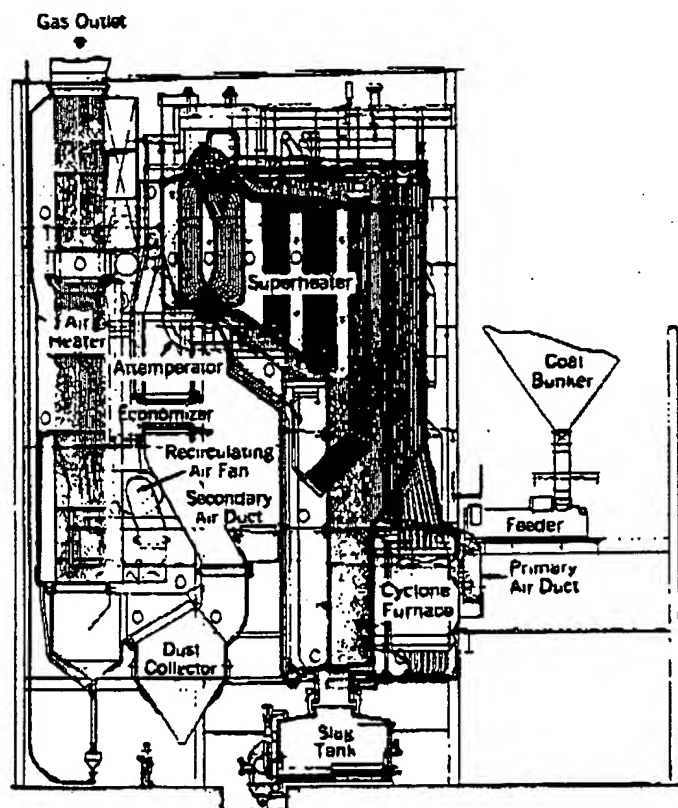 Gas Outlet
Superheater
Air
Heater
Attemperator
Economizer
Recirculating
Air Fan
Secondary
Air Duct
Coal
Bunker
Feeder
Primary
Air Duct
Cyclone
Furnace
Dust
Collector
Slag
Tank